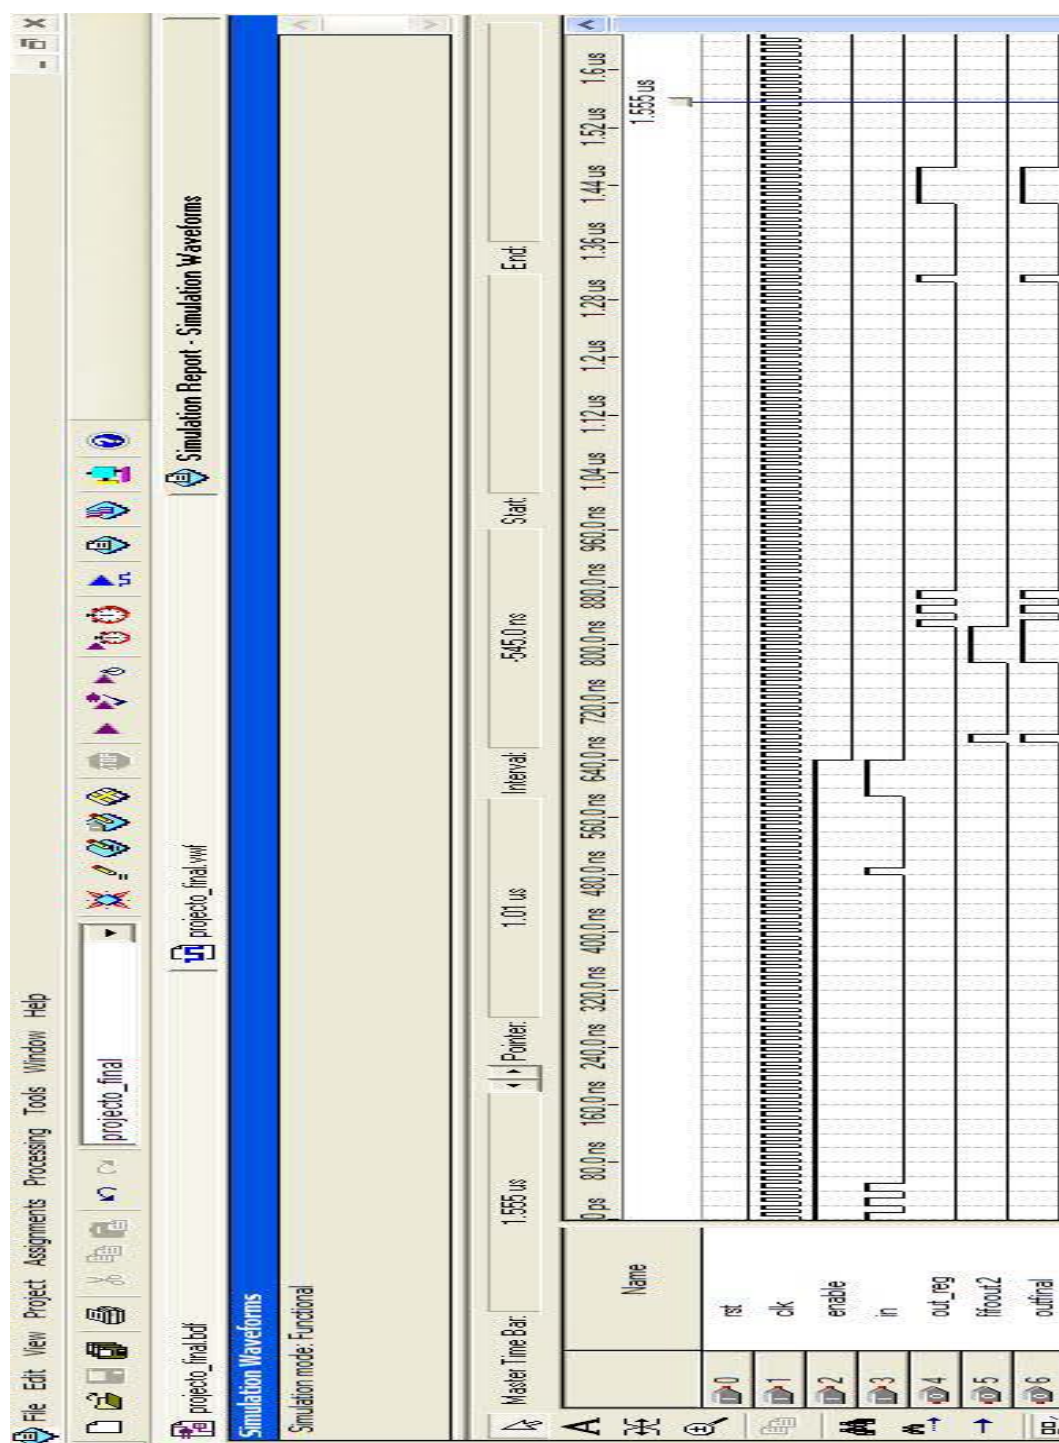 File Edit View Project Assignments Processing Tools Window Help
projecto_final
projecto_final.bdf
projecto_final.vwf
Simulation Report - Simulation Waveforms
Simulation Waveforms
Simulation mode: Functional
Master Time Bar: 1.555 us Pointer: 1.01 us Interval: -545.0 ns Start: End:
Name
0 ps 80.0 ns 160.0 ns 240.0 ns 320.0 ns 400.0 ns 480.0 ns 560.0 ns 640.0 ns 720.0 ns 800.0 ns 880.0 ns 960.0 ns 1.04 us 1.12 us 1.2 us 1.28 us 1.36 us 1.44 us 1.52 us 1.6 us
1.555 us
0 rst
1 clk
2 enable
3 in
4 out_reg
5 fifoout2
6 outfinal